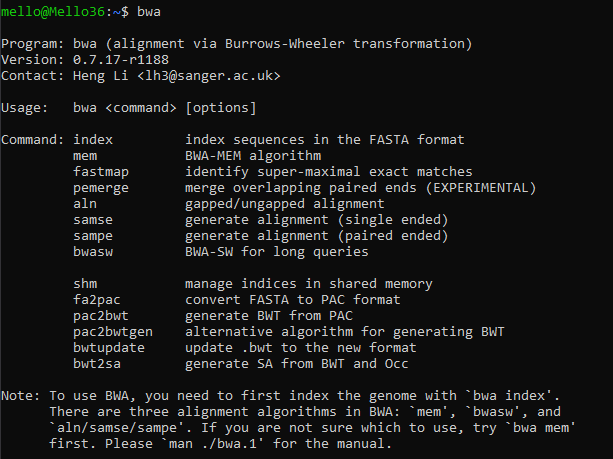 mello@Mello36:~$ bwa
Program: bwa (alignment via Burrows-Wheeler transformation)
Version: 0.7.17-r1188
Contact: Heng Li <lh3@sanger.ac.uk>
Usage:   bwa <command> [options]
Command: index         index sequences in the FASTA format
         mem           BWA-MEM algorithm
         fastmap       identify super-maximal exact matches
         pemerge       merge overlapping paired ends (EXPERIMENTAL)
         aln           gapped/ungapped alignment
         samse         generate alignment (single ended)
         sampe         generate alignment (paired ended)
         bwasw         BWA-SW for long queries
         shm           manage indices in shared memory
         fa2pac        convert FASTA to PAC format
         pac2bwt       generate BWT from PAC
         pac2bwtgen    alternative algorithm for generating BWT
         bwtupdate     update .bwt to the new format
         bwt2sa        generate SA from BWT and Occ
Note: To use BWA, you need to first index the genome with `bwa index'.
      There are three alignment algorithms in BWA: `mem', `bwasw', and
      `aln/samse/sampe'. If you are not sure which to use, try `bwa mem'
      first. Please `man ./bwa.1' for the manual.